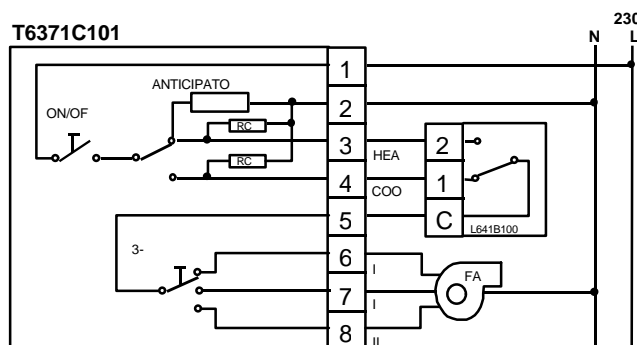 230
T6371C101
N L
1
ANTICIPATO
2
ON/OF
RC
3
HEA
2
RC
4
COO
1
5
C
L641B100
3-
6
I
FA
7
I
8
II